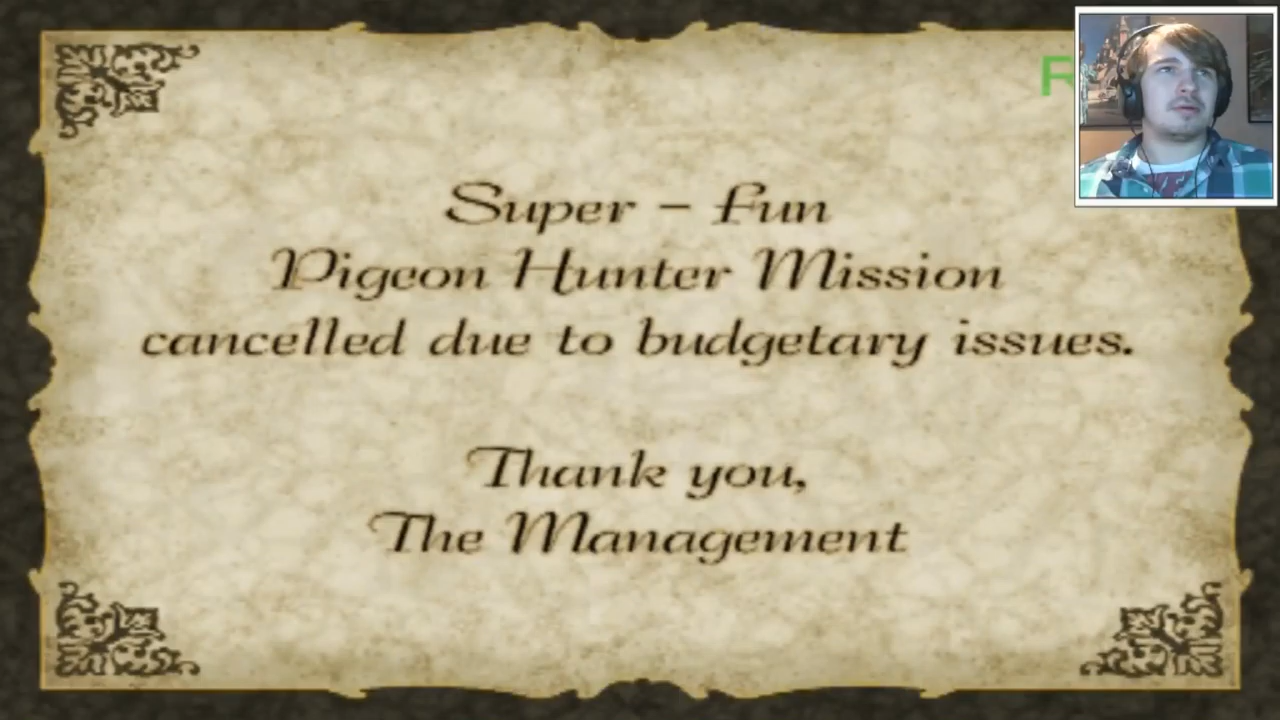 Super - Fun
Pigeon Hunter Mission
cancelled due to budgetary issues.
Thank you,
The Management